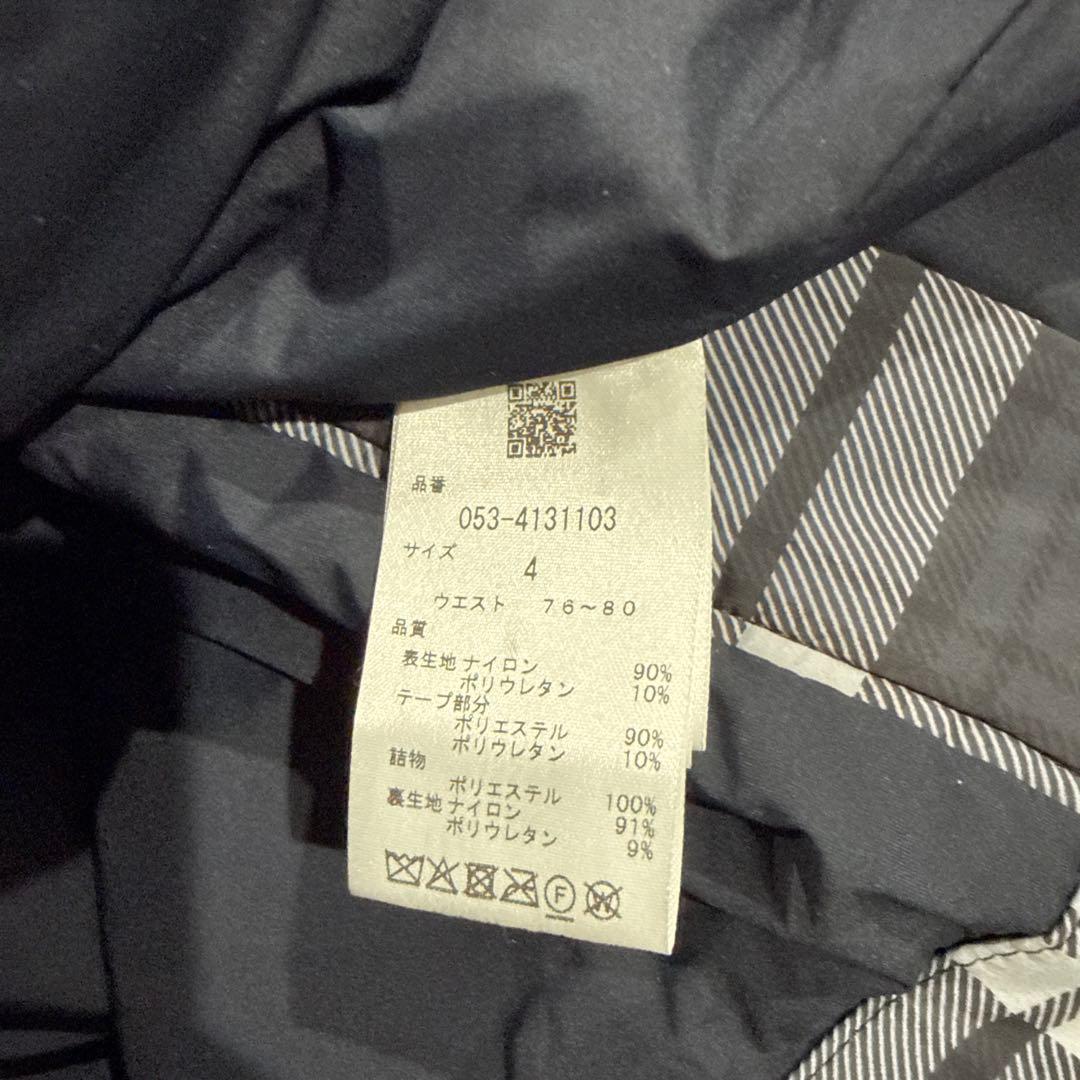 品番
053-4131103
サイズ
4
ウエスト 76～80
品質
表生地 ナイロン 90%
ポリウレタン 10%
テープ部分
ポリエステル 90%
ポリウレタン 10%
詰物
ポリエステル 100%
裏生地 ナイロン 91%
ポリウレタン 9%
F W